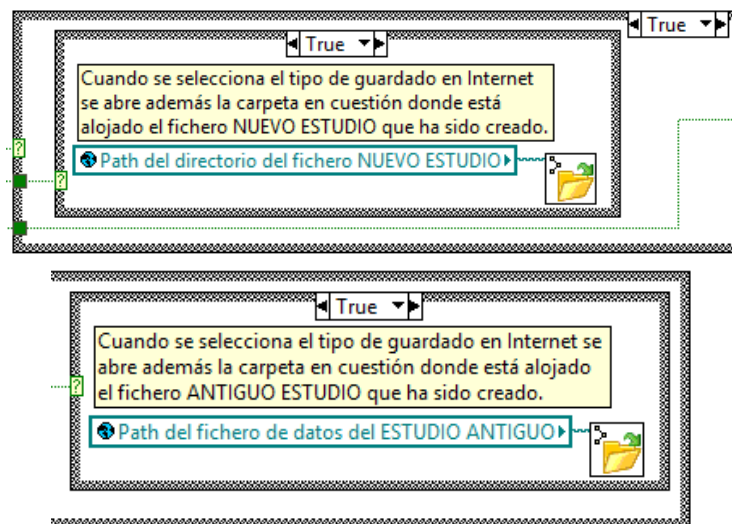 True
True
Cuando se selecciona el tipo de guardado en Internet
se abre además la carpeta en cuestión donde está
alojado el fichero NUEVO ESTUDIO que ha sido creado.
?
Path del directorio del fichero NUEVO ESTUDIO
?
True
Cuando se selecciona el tipo de guardado en Internet se
abre además la carpeta en cuestión donde está alojado
el fichero ANTIGUO ESTUDIO que ha sido creado.
?
Path del fichero de datos del ESTUDIO ANTIGUO